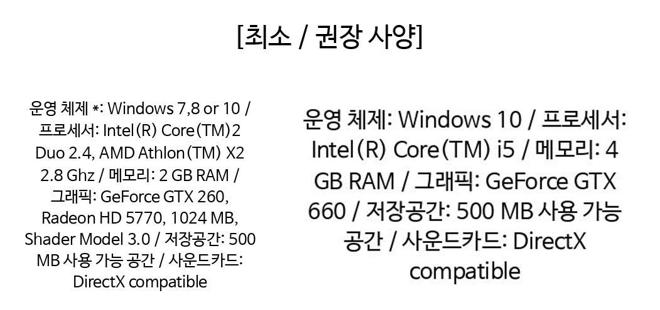 [최소 / 권장 사양]
운영 체제 *: Windows 7,8 or 10 /
프로세서: Intel(R) Core(TM)2
Duo 2.4, AMD Athlon(TM) X2
2.8 Ghz / 메모리: 2 GB RAM /
그래픽: GeForce GTX 260,
Radeon HD 5770, 1024 MB,
Shader Model 3.0 / 저장공간: 500
MB 사용 가능 공간 / 사운드카드:
DirectX compatible
운영 체제: Windows 10 / 프로세서:
Intel(R) Core(TM) i5 / 메모리: 4
GB RAM / 그래픽: GeForce GTX
660 / 저장공간: 500 MB 사용 가능
공간 / 사운드카드: DirectX
compatible